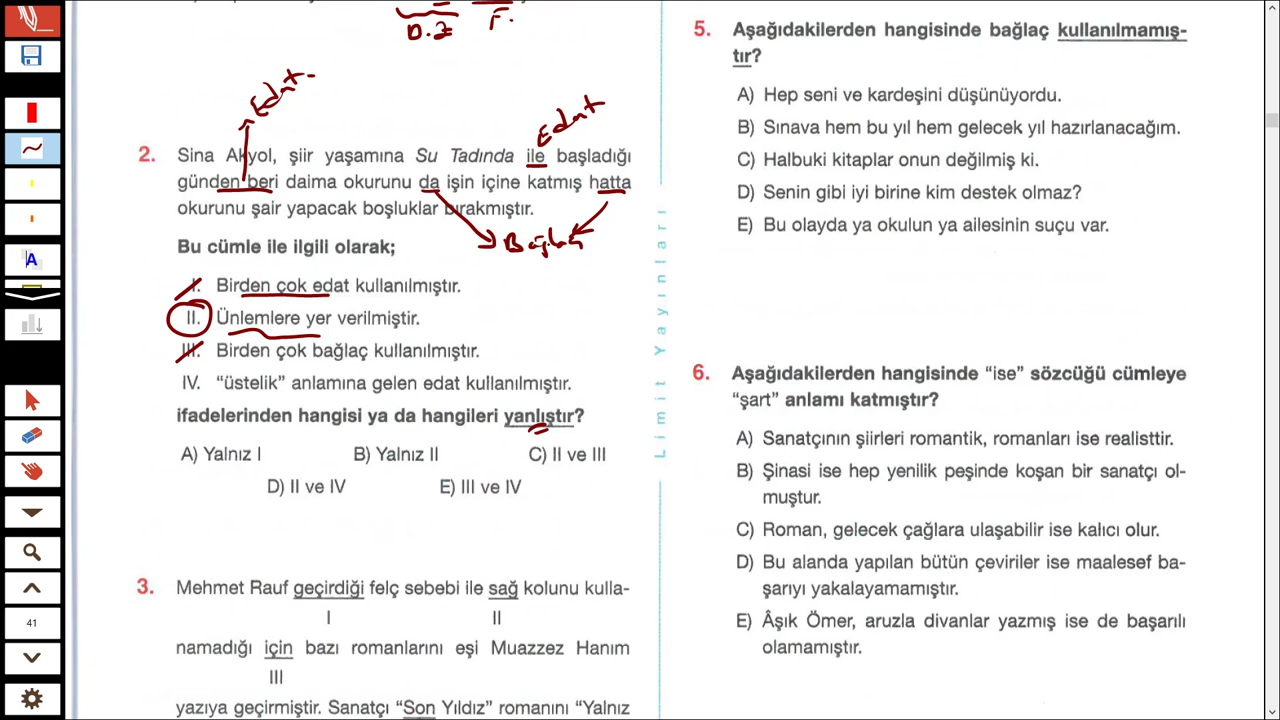 D.Z
F.
Edat.
Edat
2. Sina Akyol, şiir yaşamına Su Tadında ile başladığı
günden beri daima okurunu da işin içine katmış hatta
okurunu şair yapacak boşluklar bırakmıştır.
Bağlaç
Bu cümle ile ilgili olarak;
I. Birden çok edat kullanılmıştır.
II. Ünlemlere yer verilmiştir.
III. Birden çok bağlaç kullanılmıştır.
IV. “üstelik” anlamına gelen edat kullanılmıştır.
ifadelerinden hangisi ya da hangileri yanlıştır?
A) Yalnız I B) Yalnız II C) II ve III
D) II ve IV E) III ve IV
3. Mehmet Rauf geçirdiği felç sebebi ile sağ kolunu kulla-
I II
namadığı için bazı romanlarını eşi Muazzez Hanım
III
yazıya geçirmiştir. Sanatçı “Son Yıldız” romanını “Yalnız
Limit Yayınları
5. Aşağıdakilerden hangisinde bağlaç kullanılmamış-
tır?
A) Hep seni ve kardeşini düşünüyordu.
B) Sınava hem bu yıl hem gelecek yıl hazırlanacağım.
C) Halbuki kitaplar onun değilmiş ki.
D) Senin gibi iyi birine kim destek olmaz?
E) Bu olayda ya okulun ya ailesinin suçu var.
6. Aşağıdakilerden hangisinde “ise” sözcüğü cümleye
“şart” anlamı katmıştır?
A) Sanatçının şiirleri romantik, romanları ise realisttir.
B) Şinasi ise hep yenilik peşinde koşan bir sanatçı ol-
muştur.
C) Roman, gelecek çağlara ulaşabilir ise kalıcı olur.
D) Bu alanda yapılan bütün çeviriler ise maalesef ba-
şarıyı yakalayamamıştır.
E) Âşık Ömer, aruzla divanlar yazmış ise de başarılı
olamamıştır.
A
41